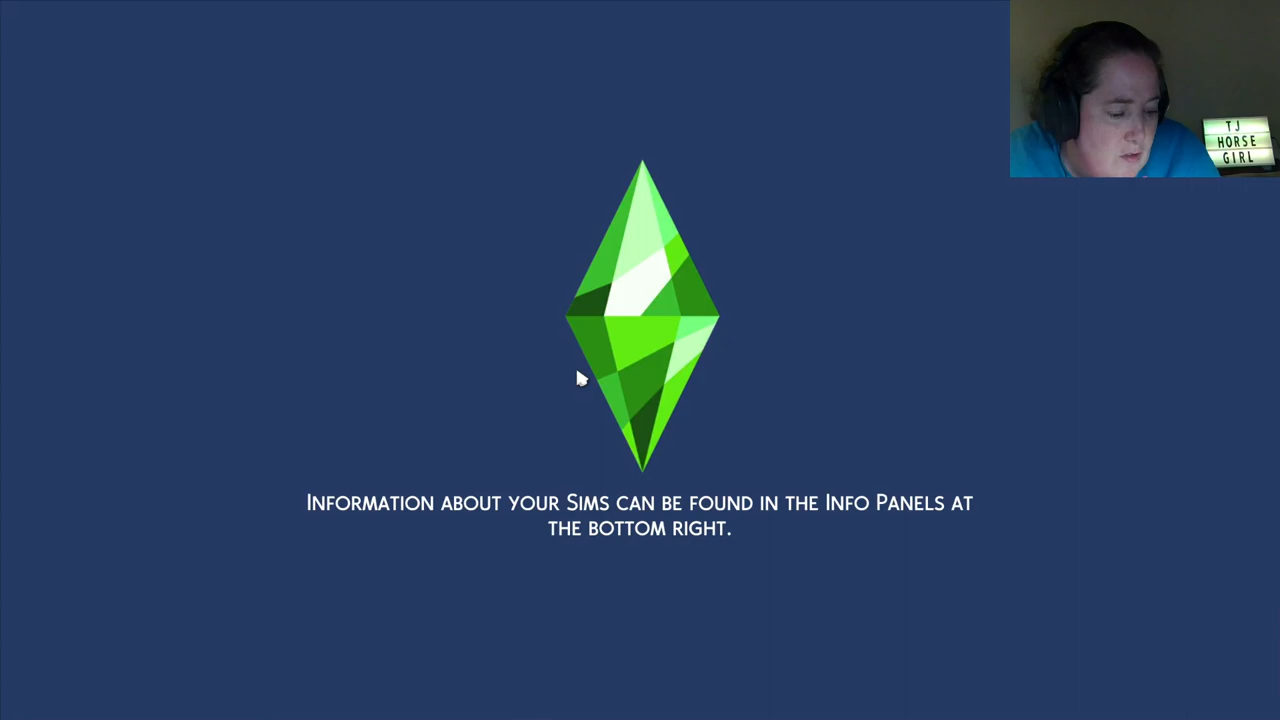 TJ
HORSE
GIRL
Information about your Sims can be found in the Info Panels at
the bottom right.